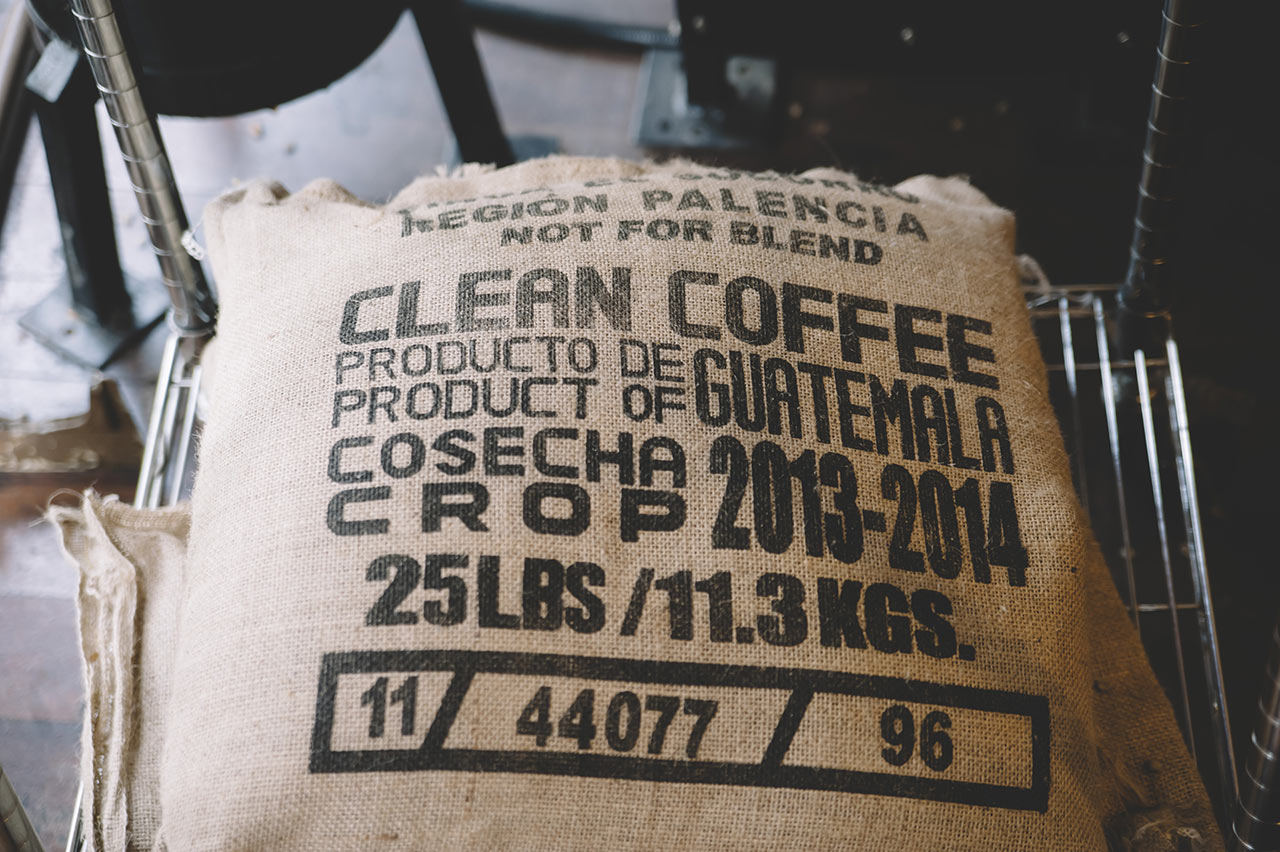 REGIÓN PALENCIA
NOT FOR BLEND
CLEAN COFFEE
PRODUCTO DE
PRODUCT OF GUATEMALA
COSECHA
CROP 2013-2014
25LBS/11.3KGS.
11/44077/96